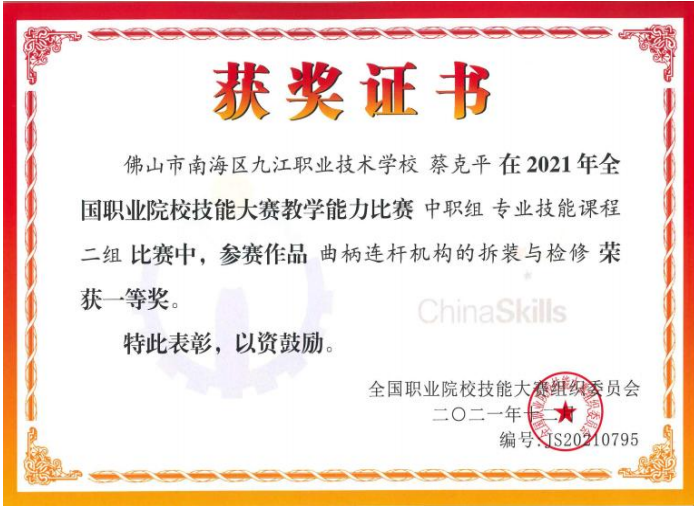 获奖证书
佛山市南海区九江职业技术学校 蔡克平 在 2021 年全
国职业院校技能大赛教学能力比赛 中职组 专业技能课程
二组 比赛中，参赛作品 曲柄连杆机构的拆装与检修 荣
获一等奖。
ChinaSkills
特此表彰，以资鼓励。
全国职业院校技能大赛组织委员会
二〇二一年十二月
编号:JS20210795